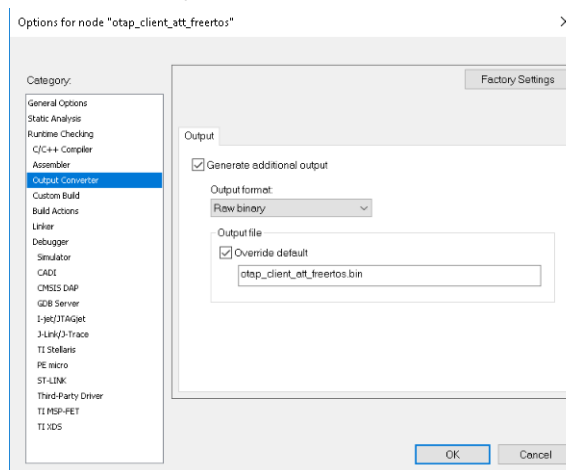 Options for node "otap_client_att_freertos"
Category:
Factory Settings
General Options
Static Analysis
Runtime Checking
C/C++ Compiler
Assembler
Output Converter
Custom Build
Build Actions
Linker
Debugger
Simulator
CADI
CMSIS DAP
GDB Server
I-jet/JTAGjet
J-Link/J-Trace
TI Stellaris
PE micro
ST-LINK
Third-Party Driver
TI MSP-FET
TI XDS
Output
Generate additional output
Output format:
Raw binary
Output file
Override default
otap_client_att_freertos.bin
OK
Cancel